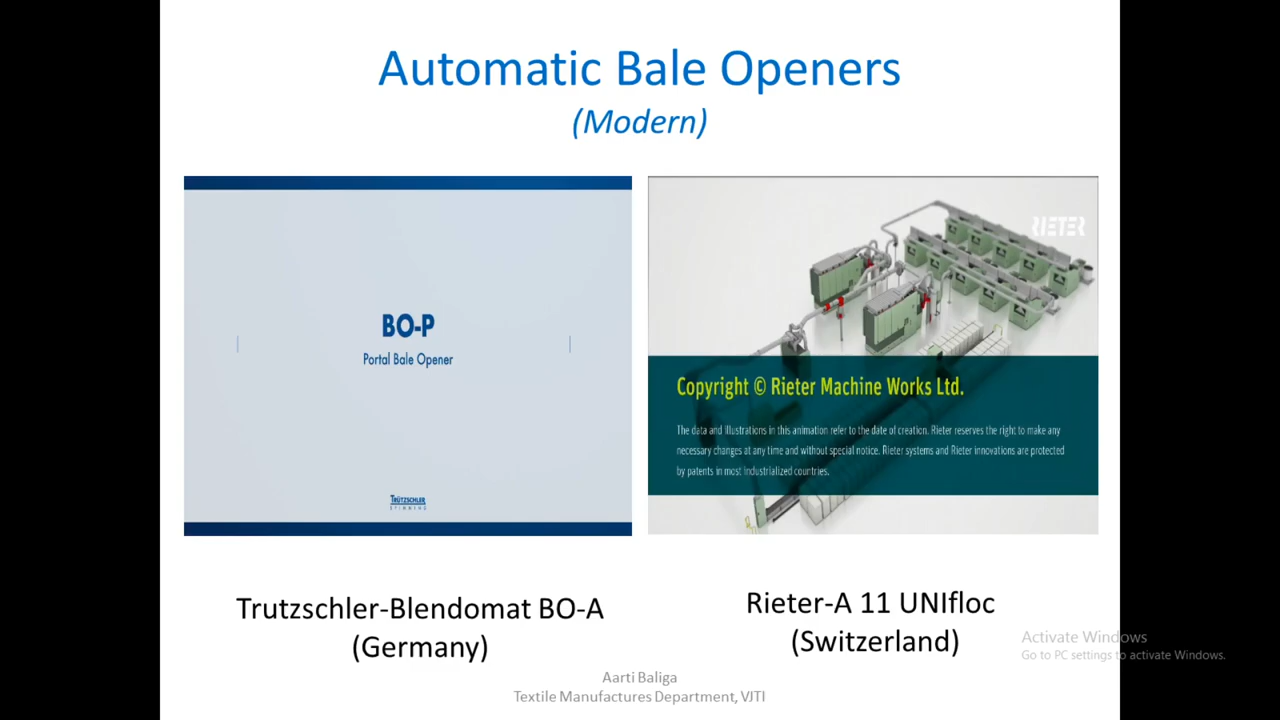 Automatic Bale Openers
(Modern)
BO-P
Portal Bale Opener
TRÜTZSCHLER
SPINNING
RIETER
Copyright © Rieter Machine Works Ltd.
The data and illustrations in this animation refer to the date of creation. Rieter reserves the right to make any
necessary changes at any time and without special notice. Rieter systems and Rieter innovations are protected
by patents in most industrialized countries.
Trutzschler-Blendomat BO-A
(Germany)
Rieter-A 11 UNIfloc
(Switzerland)
Activate Windows
Go to PC settings to activate Windows.
Aarti Baliga
Textile Manufactures Department, VJTI